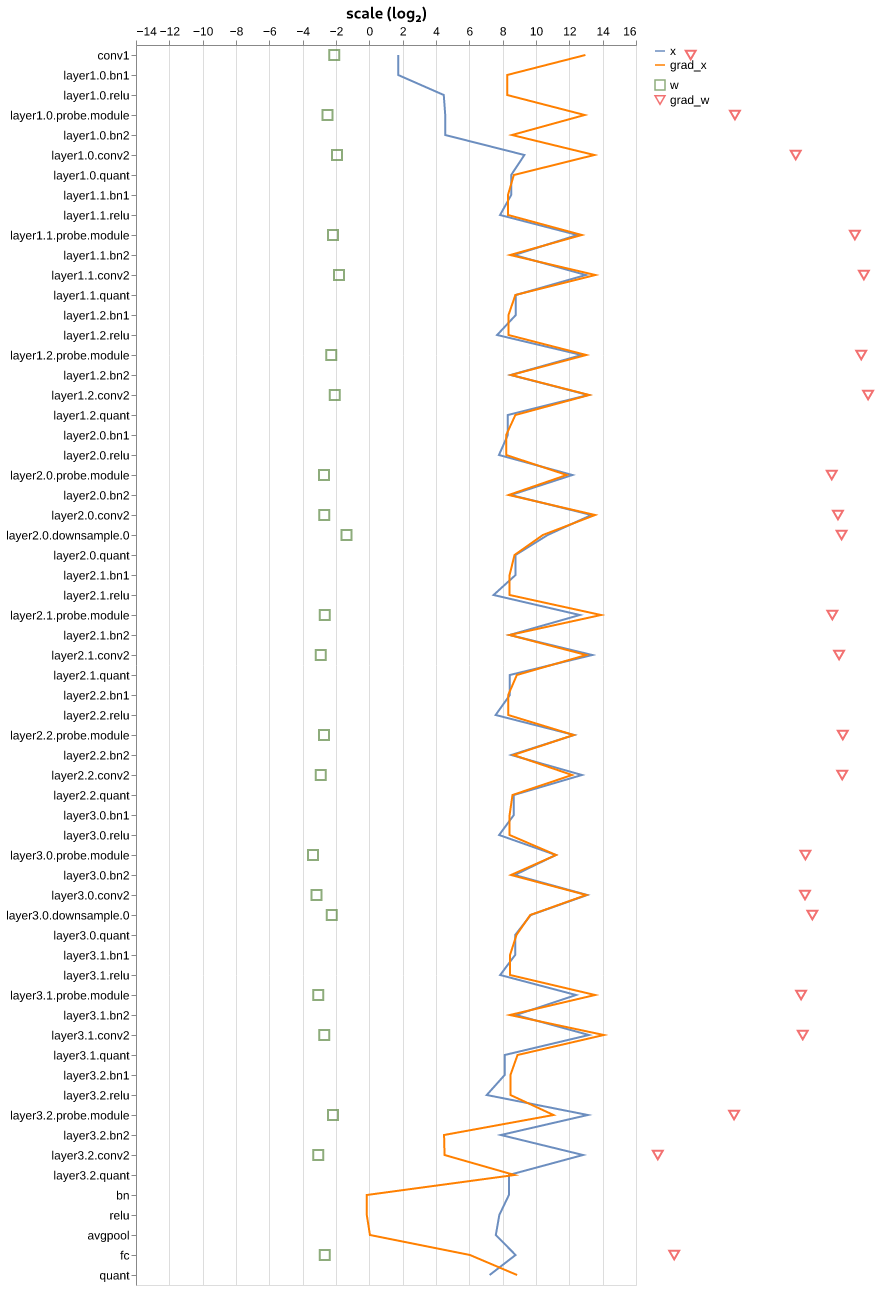 scale (log₂)
−14 −12 −10 −8 −6 −4 −2 0 2 4 6 8 10 12 14 16
x
grad_x
w
grad_w
conv1
layer1.0.bn1
layer1.0.relu
layer1.0.probe.module
layer1.0.bn2
layer1.0.conv2
layer1.0.quant
layer1.1.bn1
layer1.1.relu
layer1.1.probe.module
layer1.1.bn2
layer1.1.conv2
layer1.1.quant
layer1.2.bn1
layer1.2.relu
layer1.2.probe.module
layer1.2.bn2
layer1.2.conv2
layer1.2.quant
layer2.0.bn1
layer2.0.relu
layer2.0.probe.module
layer2.0.bn2
layer2.0.conv2
layer2.0.downsample.0
layer2.0.quant
layer2.1.bn1
layer2.1.relu
layer2.1.probe.module
layer2.1.bn2
layer2.1.conv2
layer2.1.quant
layer2.2.bn1
layer2.2.relu
layer2.2.probe.module
layer2.2.bn2
layer2.2.conv2
layer2.2.quant
layer3.0.bn1
layer3.0.relu
layer3.0.probe.module
layer3.0.bn2
layer3.0.conv2
layer3.0.downsample.0
layer3.0.quant
layer3.1.bn1
layer3.1.relu
layer3.1.probe.module
layer3.1.bn2
layer3.1.conv2
layer3.1.quant
layer3.2.bn1
layer3.2.relu
layer3.2.probe.module
layer3.2.bn2
layer3.2.conv2
layer3.2.quant
bn
relu
avgpool
fc
quant